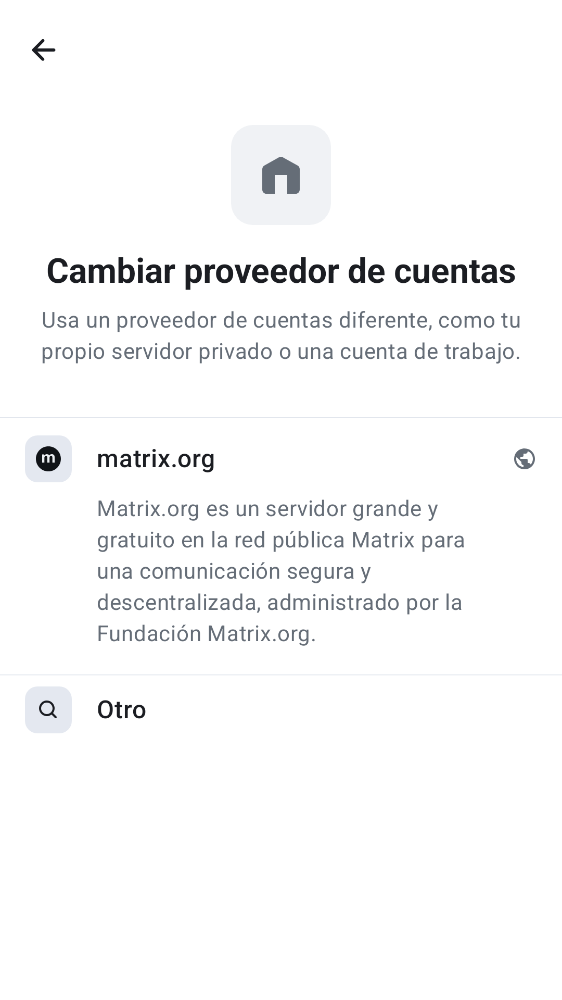 Cambiar proveedor de cuentas
Usa un proveedor de cuentas diferente, como tu
propio servidor privado o una cuenta de trabajo.
m
matrix.org
Matrix.org es un servidor grande y
gratuito en la red pública Matrix para
una comunicación segura y
descentralizada, administrado por la
Fundación Matrix.org.
Otro